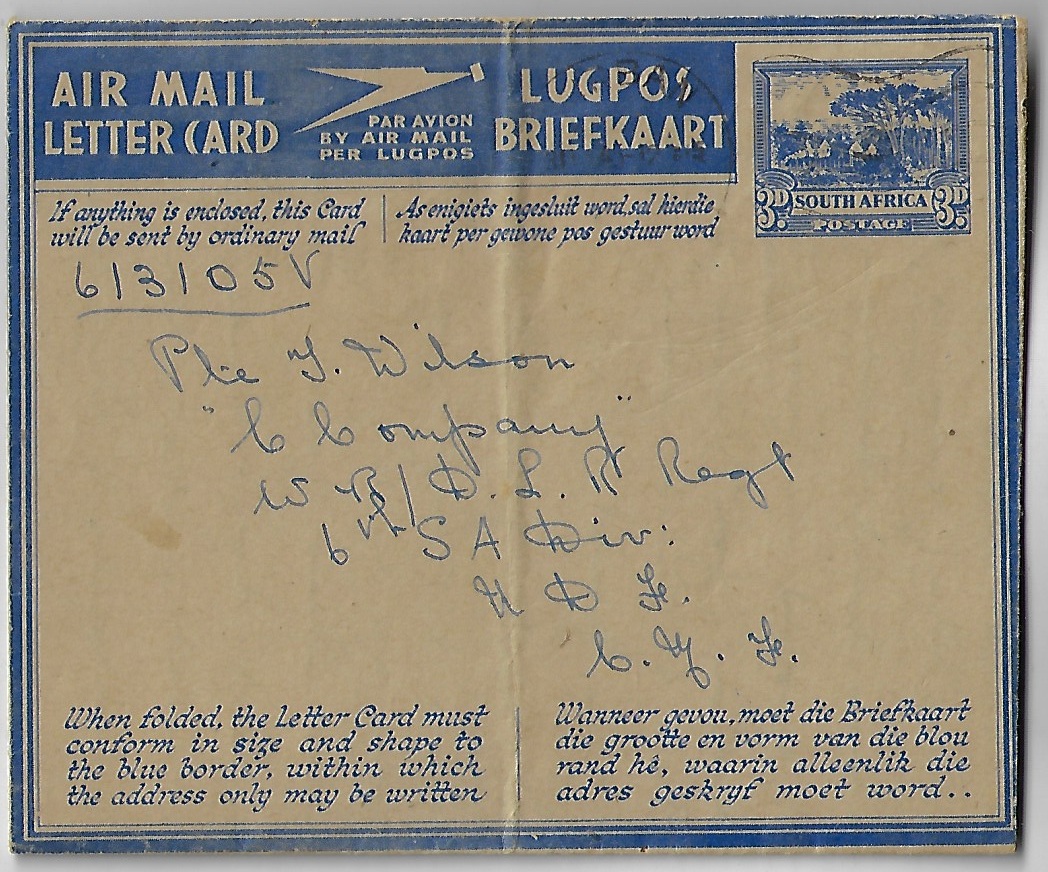 AIR MAIL
LETTER CARD
PAR AVION
BY AIR MAIL
PER LUGPOS
LUGPOS
BRIEFKAART
3D SOUTH AFRICA 3D
POSTAGE
If anything is enclosed, this Card
will be sent by ordinary mail
As enigiets ingesluit word, sal hierdie
kaart per gewone pos gestuur word
613105V
Pte T. Wilson
"C Company"
W R/D.L.R Regt
6th S A Div:
U D F.
C. M. F.
When folded, the Letter Card must
conform in size and shape to
the blue border, within which
the address only may be written
Wanneer gevou, moet die Briefkaart
die grootte en vorm van die blou
rand hê, waarin alleenlik die
adres geskryf moet word..